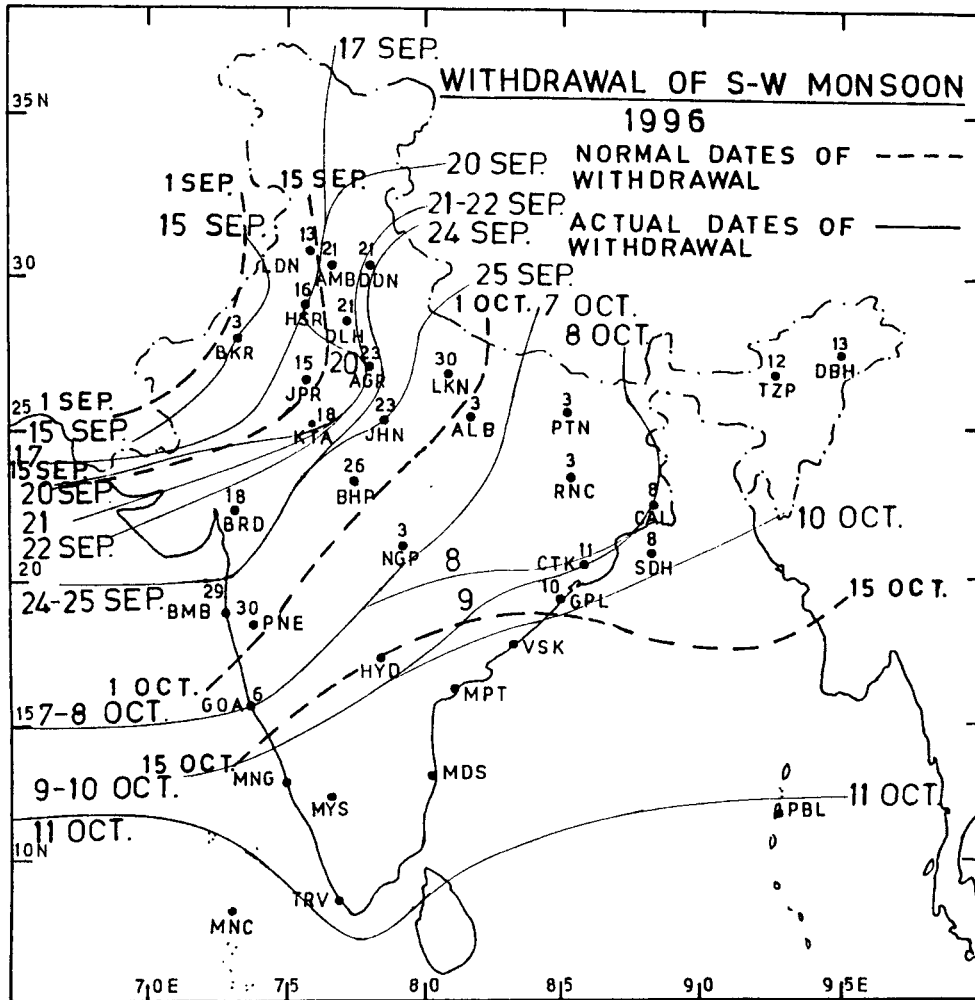 17 SEP.
WITHDRAWAL OF S-W MONSOON
35N
1996
20 SEP.
NORMAL DATES OF
WITHDRAWAL
1 SEP.
15 SEP.
21-22 SEP.
15 SEP.
24 SEP.
ACTUAL DATES OF
WITHDRAWAL
13
LDN
21
AMB
21
DDN
30
25 SEP.
16
HSR
1 OCT.
7 OCT.
3
BKR
21
DLH
8 OCT.
20
23
AGR
30
LKN
12
TZP
13
DBH
15
JPR
1 SEP.
25
18
KTA
23
JHN
3
ALB
3
PTN
15 SEP.
17
15 SEP.
20 SEP.
26
BHP
3
RNC
21
18
BRD
8
CAL
10 OCT.
22 SEP.
3
NGP
8
CTK
11
8
SDH
20
24-25 SEP.
29
BMB
30
PNE
9
10
GPL
15 OCT.
HYD
VSK
1 OCT.
GOA
6
MPT
7-8 OCT.
15
15 OCT.
MNG
MDS
9-10 OCT.
MYS
11 OCT.
PBL
11 OCT.
10N
TRV
MNC
70E
75
80
85
90
95